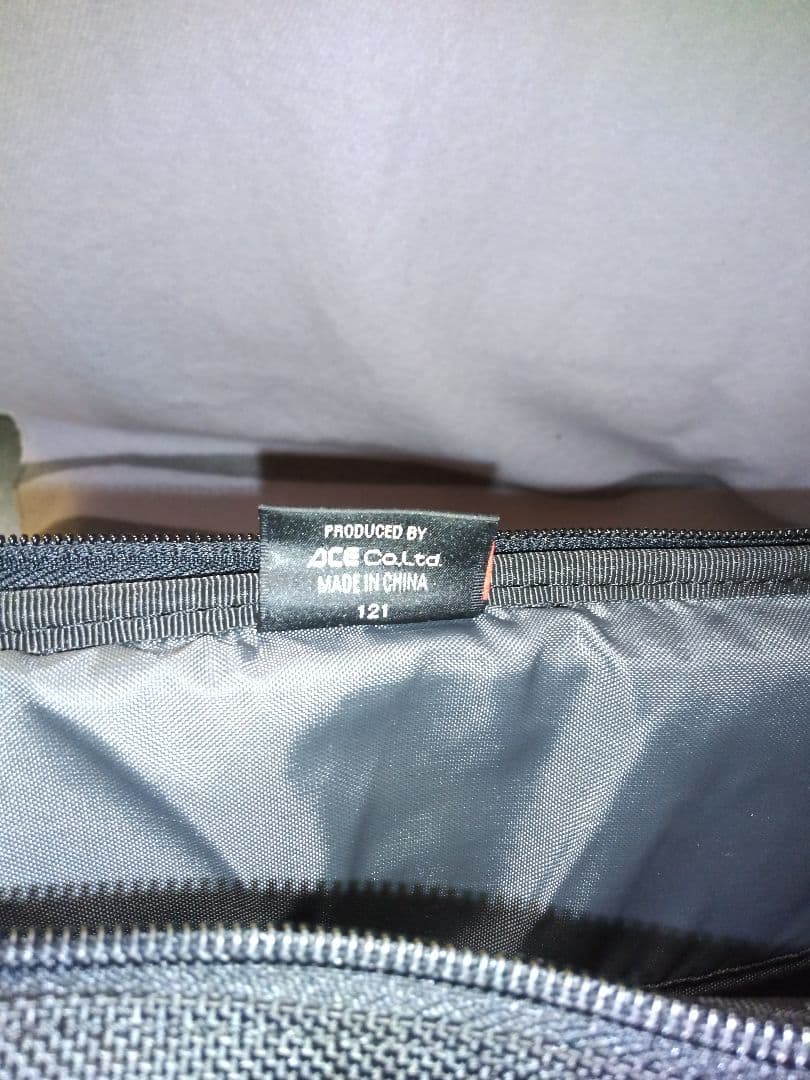 PRODUCED BY
ACE Co.Ltd.
MADE IN CHINA
121